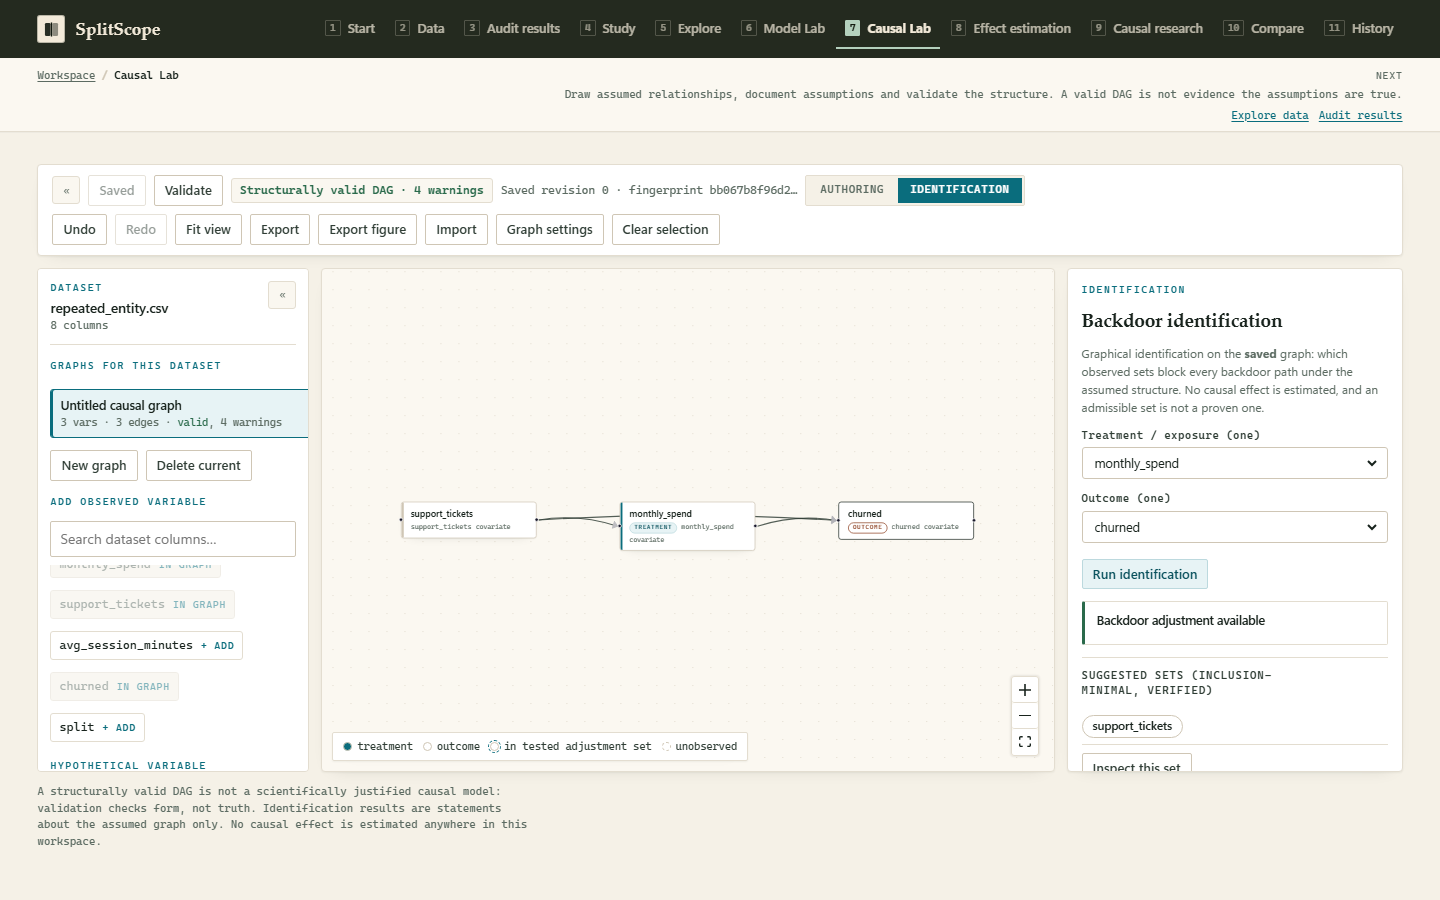 SplitScope
1 Start
2 Data
3 Audit results
4 Study
5 Explore
6 Model Lab
7 Causal Lab
8 Effect estimation
9 Causal research
10 Compare
11 History
Workspace / Causal Lab
NEXT
Draw assumed relationships, document assumptions and validate the structure. A valid DAG is not evidence the assumptions are true.
Explore data Audit results
« Saved Validate Structurally valid DAG · 4 warnings Saved revision 0 · fingerprint bb067b8f96d2… AUTHORING IDENTIFICATION
Undo Redo Fit view Export Export figure Import Graph settings Clear selection
DATASET
«
repeated_entity.csv
8 columns
GRAPHS FOR THIS DATASET
Untitled causal graph
3 vars · 3 edges · valid, 4 warnings
New graph Delete current
ADD OBSERVED VARIABLE
Search dataset columns…
monthly_spend IN GRAPH
support_tickets IN GRAPH
avg_session_minutes + ADD
churned IN GRAPH
split + ADD
HYPOTHETICAL VARIABLE
support_tickets
support_tickets covariate
monthly_spend
TREATMENT monthly_spend
covariate
churned
OUTCOME churned covariate
treatment outcome in tested adjustment set unobserved
IDENTIFICATION
Backdoor identification
Graphical identification on the saved graph: which
observed sets block every backdoor path under the
assumed structure. No causal effect is estimated, and an
admissible set is not a proven one.
Treatment / exposure (one)
monthly_spend
Outcome (one)
churned
Run identification
Backdoor adjustment available
SUGGESTED SETS (INCLUSION-
MINIMAL, VERIFIED)
support_tickets
Inspect this set
A structurally valid DAG is not a scientifically justified causal model:
validation checks form, not truth. Identification results are statements
about the assumed graph only. No causal effect is estimated anywhere in this
workspace.